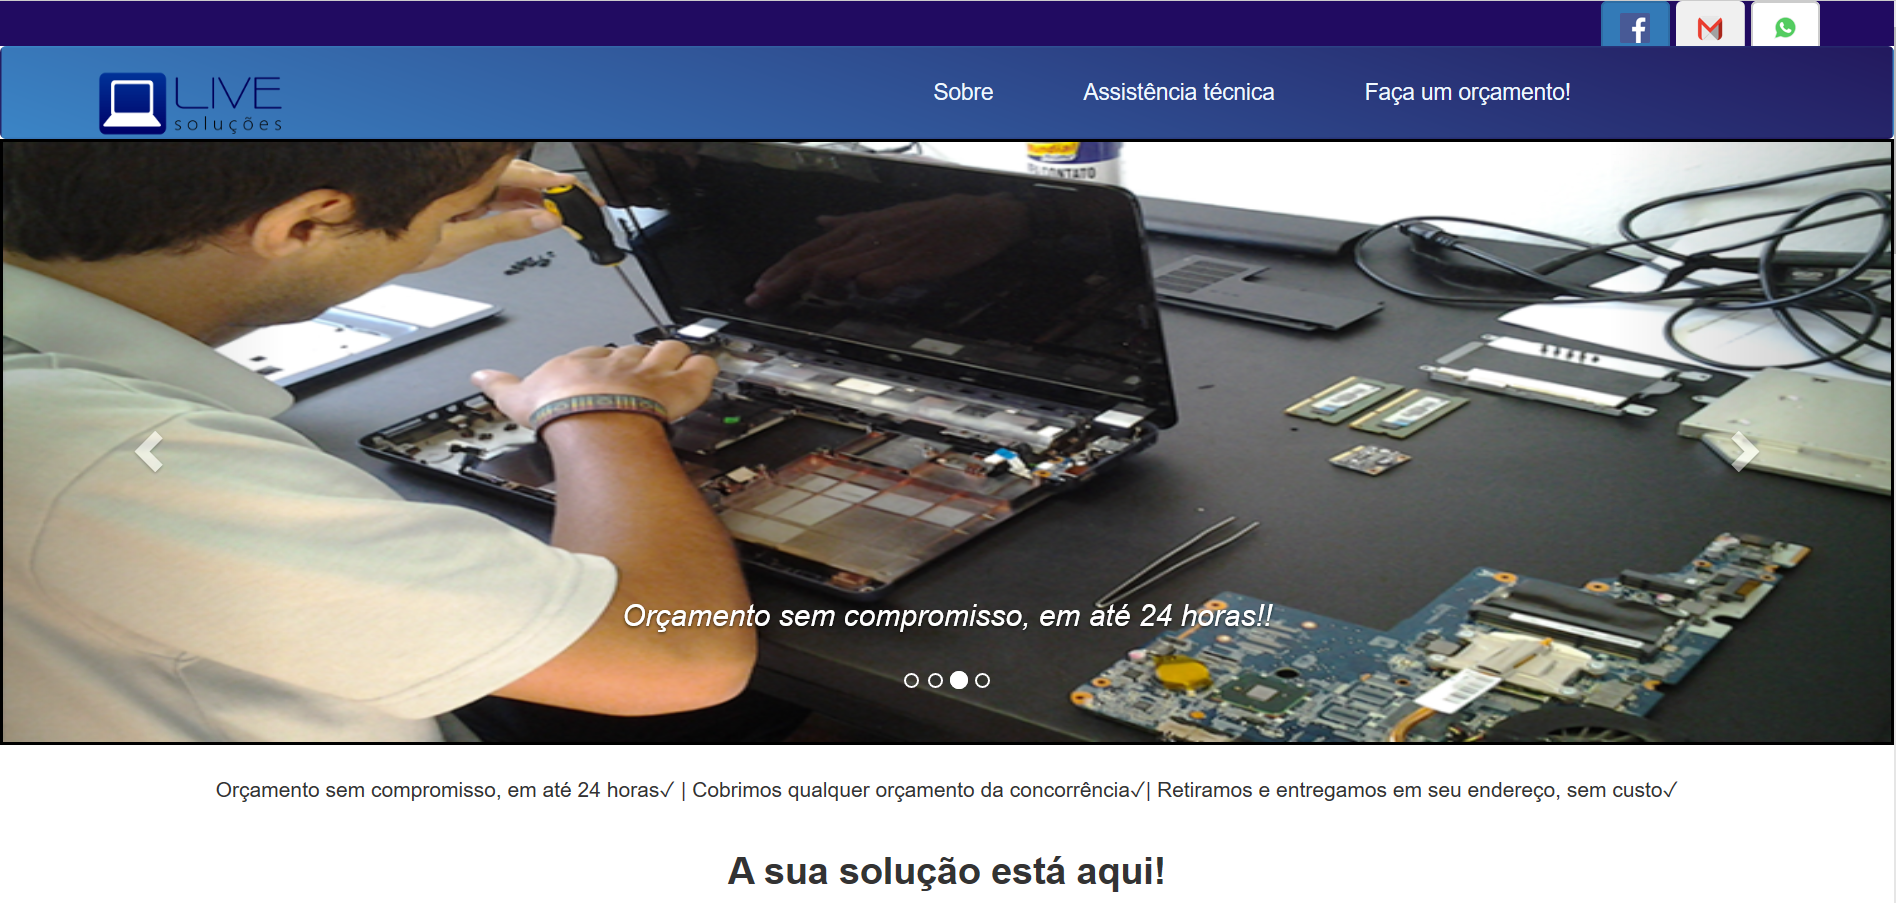 LIVE
soluções
Sobre
Assistência técnica
Faça um orçamento!
CONTATO
Orçamento sem compromisso, em até 24 horas!!
Orçamento sem compromisso, em até 24 horas✓ | Cobrimos qualquer orçamento da concorrência✓| Retiramos e entregamos em seu endereço, sem custo✓
A sua solução está aqui!